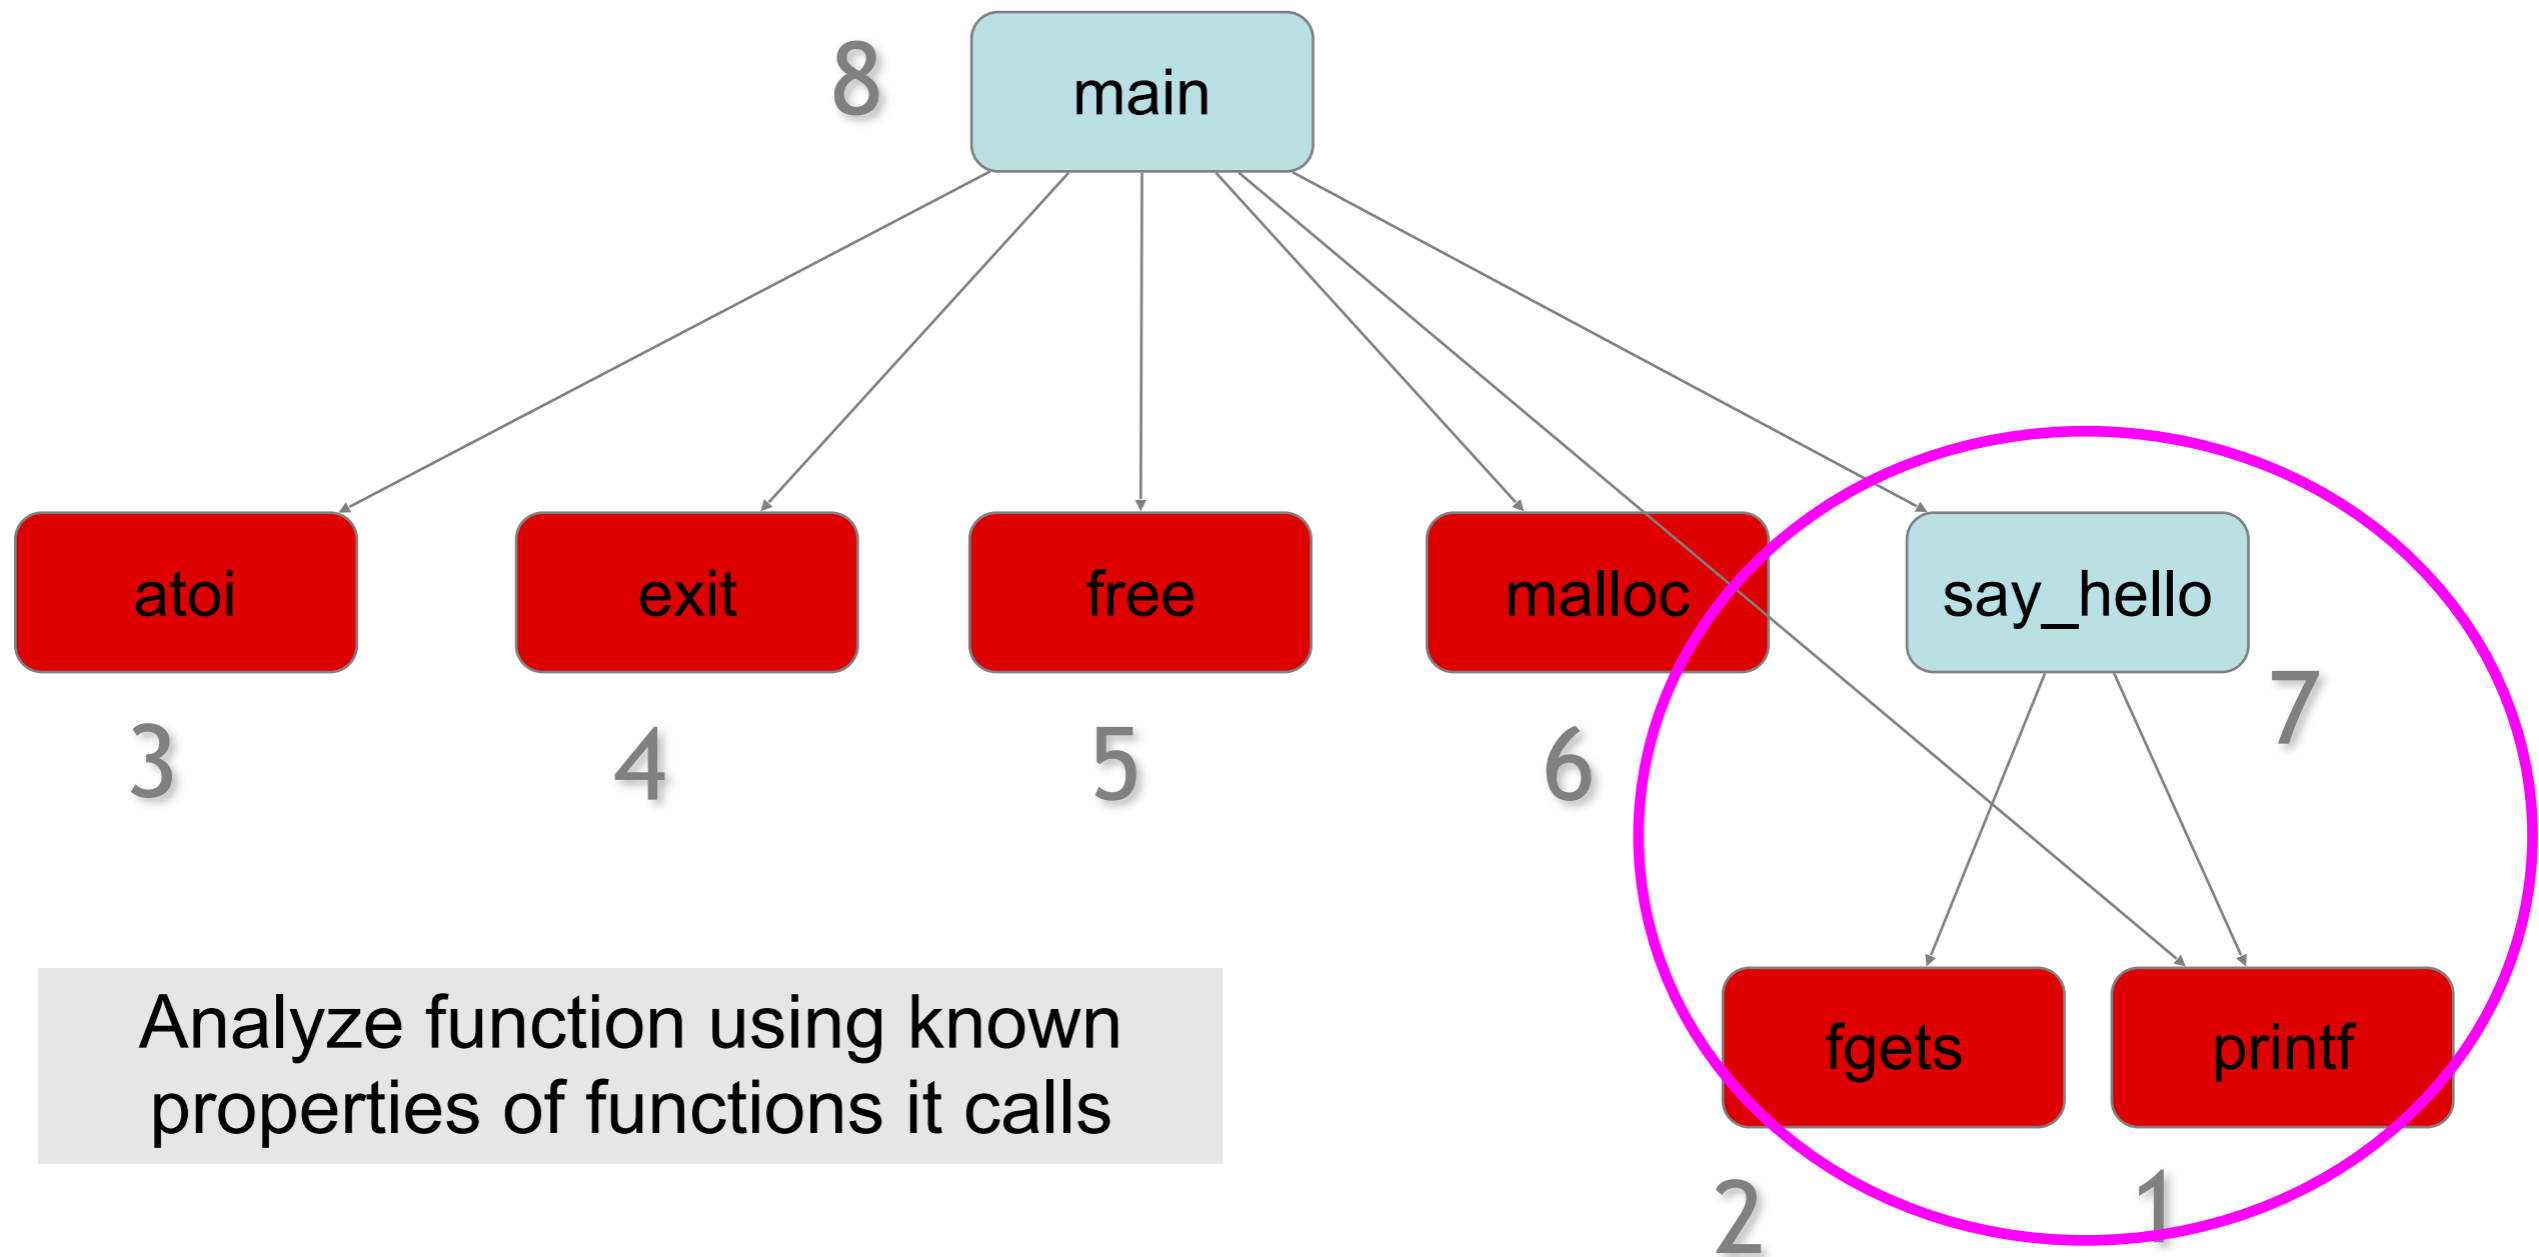 8
main
atoi
exit
free
malloc
say_hello
3
4
5
6
7
Analyze function using known
properties of functions it calls
fgets
printf
2
1